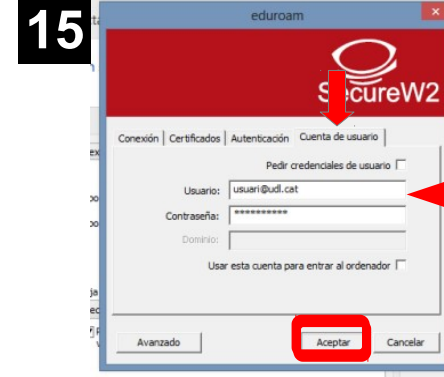 15
eduroam
SecureW2
Conexión Certificados Autenticación Cuenta de usuario
Pedir credenciales de usuario
Usuario: usuari@udl.cat
Contraseña: **********
Dominio:
Usar esta cuenta para entrar al ordenador
Avanzado Aceptar Cancelar